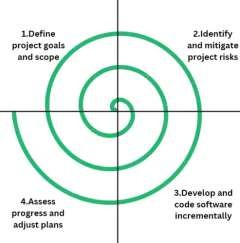 1.Define
project goals
and scope
2.Identify
and mitigate
project risks
3.Develop and
code software
incrementally
4.Assess
progress and
adjust plans